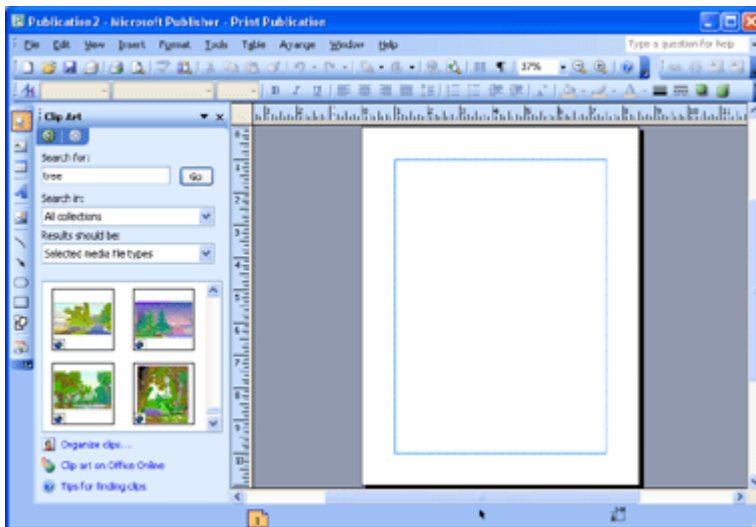 Publication2 - Microsoft Publisher - Print Publication
File Edit View Insert Format Tools Table Arrange Window Help
Type a question for help
37%
Clip Art
Search for:
tree
Go
Search in:
All collections
Results should be:
Selected media file types
Organize clips...
Clip art on Office Online
Tips for finding clips
1